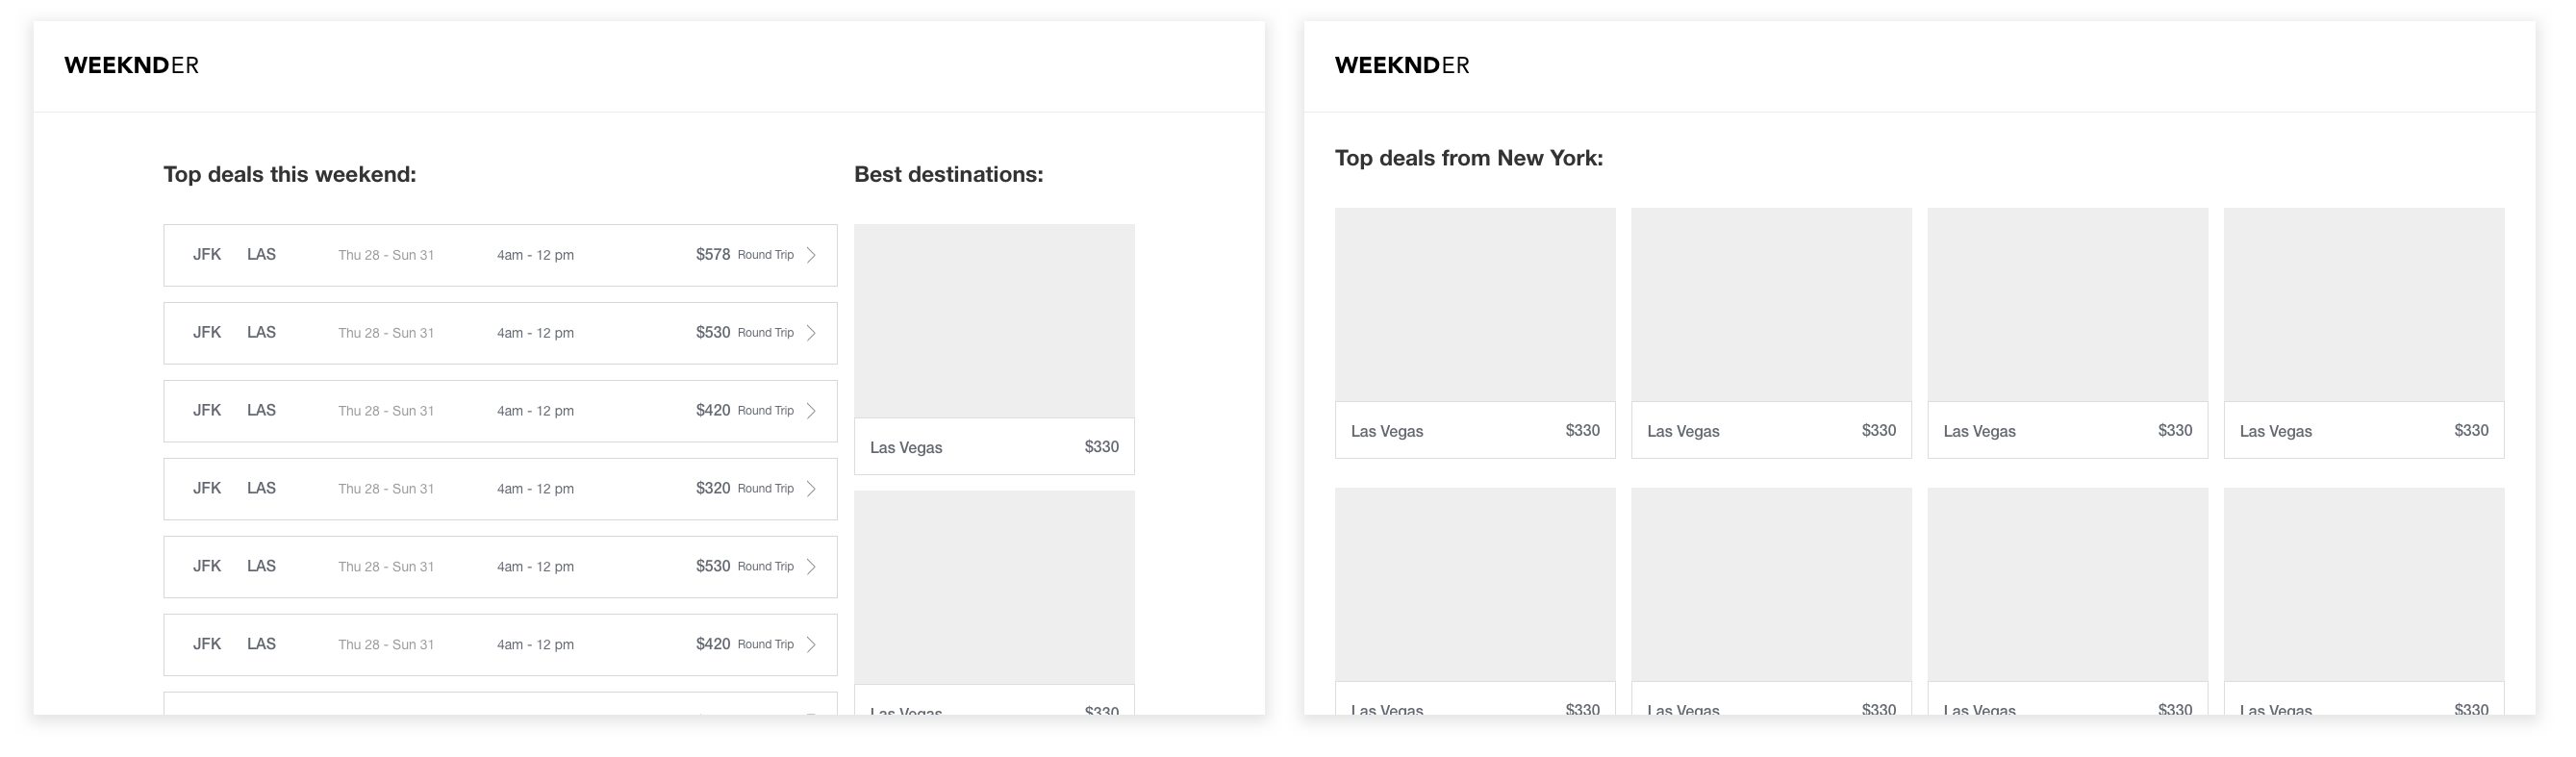 WEEKNDER
Top deals this weekend:
JFK LAS Thu 28 - Sun 31 4am - 12 pm $578 Round Trip
JFK LAS Thu 28 - Sun 31 4am - 12 pm $530 Round Trip
JFK LAS Thu 28 - Sun 31 4am - 12 pm $420 Round Trip
JFK LAS Thu 28 - Sun 31 4am - 12 pm $320 Round Trip
JFK LAS Thu 28 - Sun 31 4am - 12 pm $530 Round Trip
JFK LAS Thu 28 - Sun 31 4am - 12 pm $420 Round Trip
Best destinations:
Las Vegas $330
Las Vegas $330
WEEKNDER
Top deals from New York:
Las Vegas $330 Las Vegas $330 Las Vegas $330 Las Vegas $330
Las Vegas $330 Las Vegas $330 Las Vegas $330 Las Vegas $330